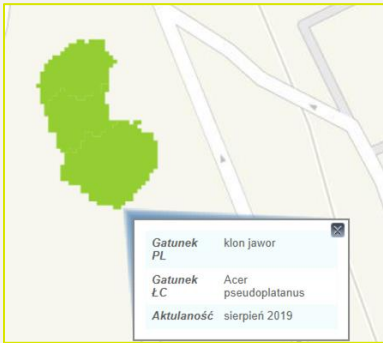 Gatunek PL klon jawor
Gatunek ŁC Acer pseudoplatanus
Aktulaność sierpień 2019